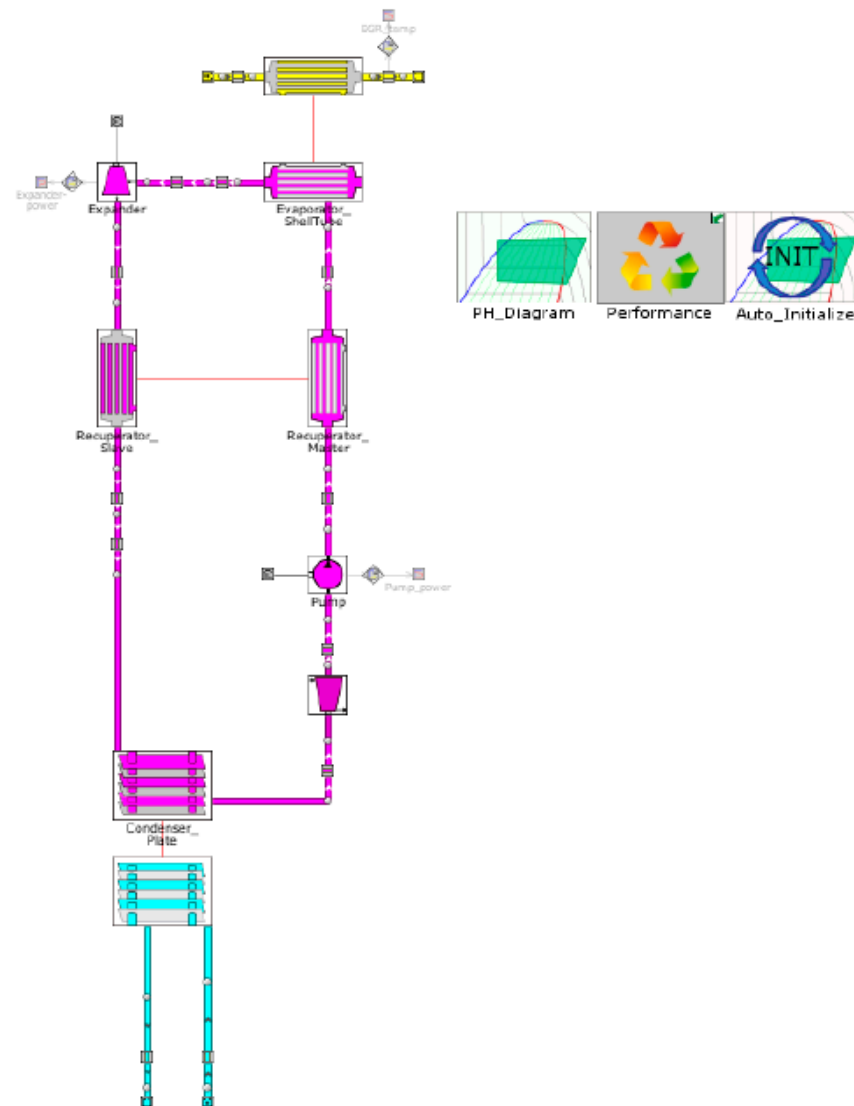 EGR_temp
Expander-
power
Expander
Evaporator_
ShellTube
INIT
PH_Diagram
Performance
Auto_Initialize
Recuperator_
Slave
Recuperator_
Master
Pump
Pump_power
Condenser_
Plate